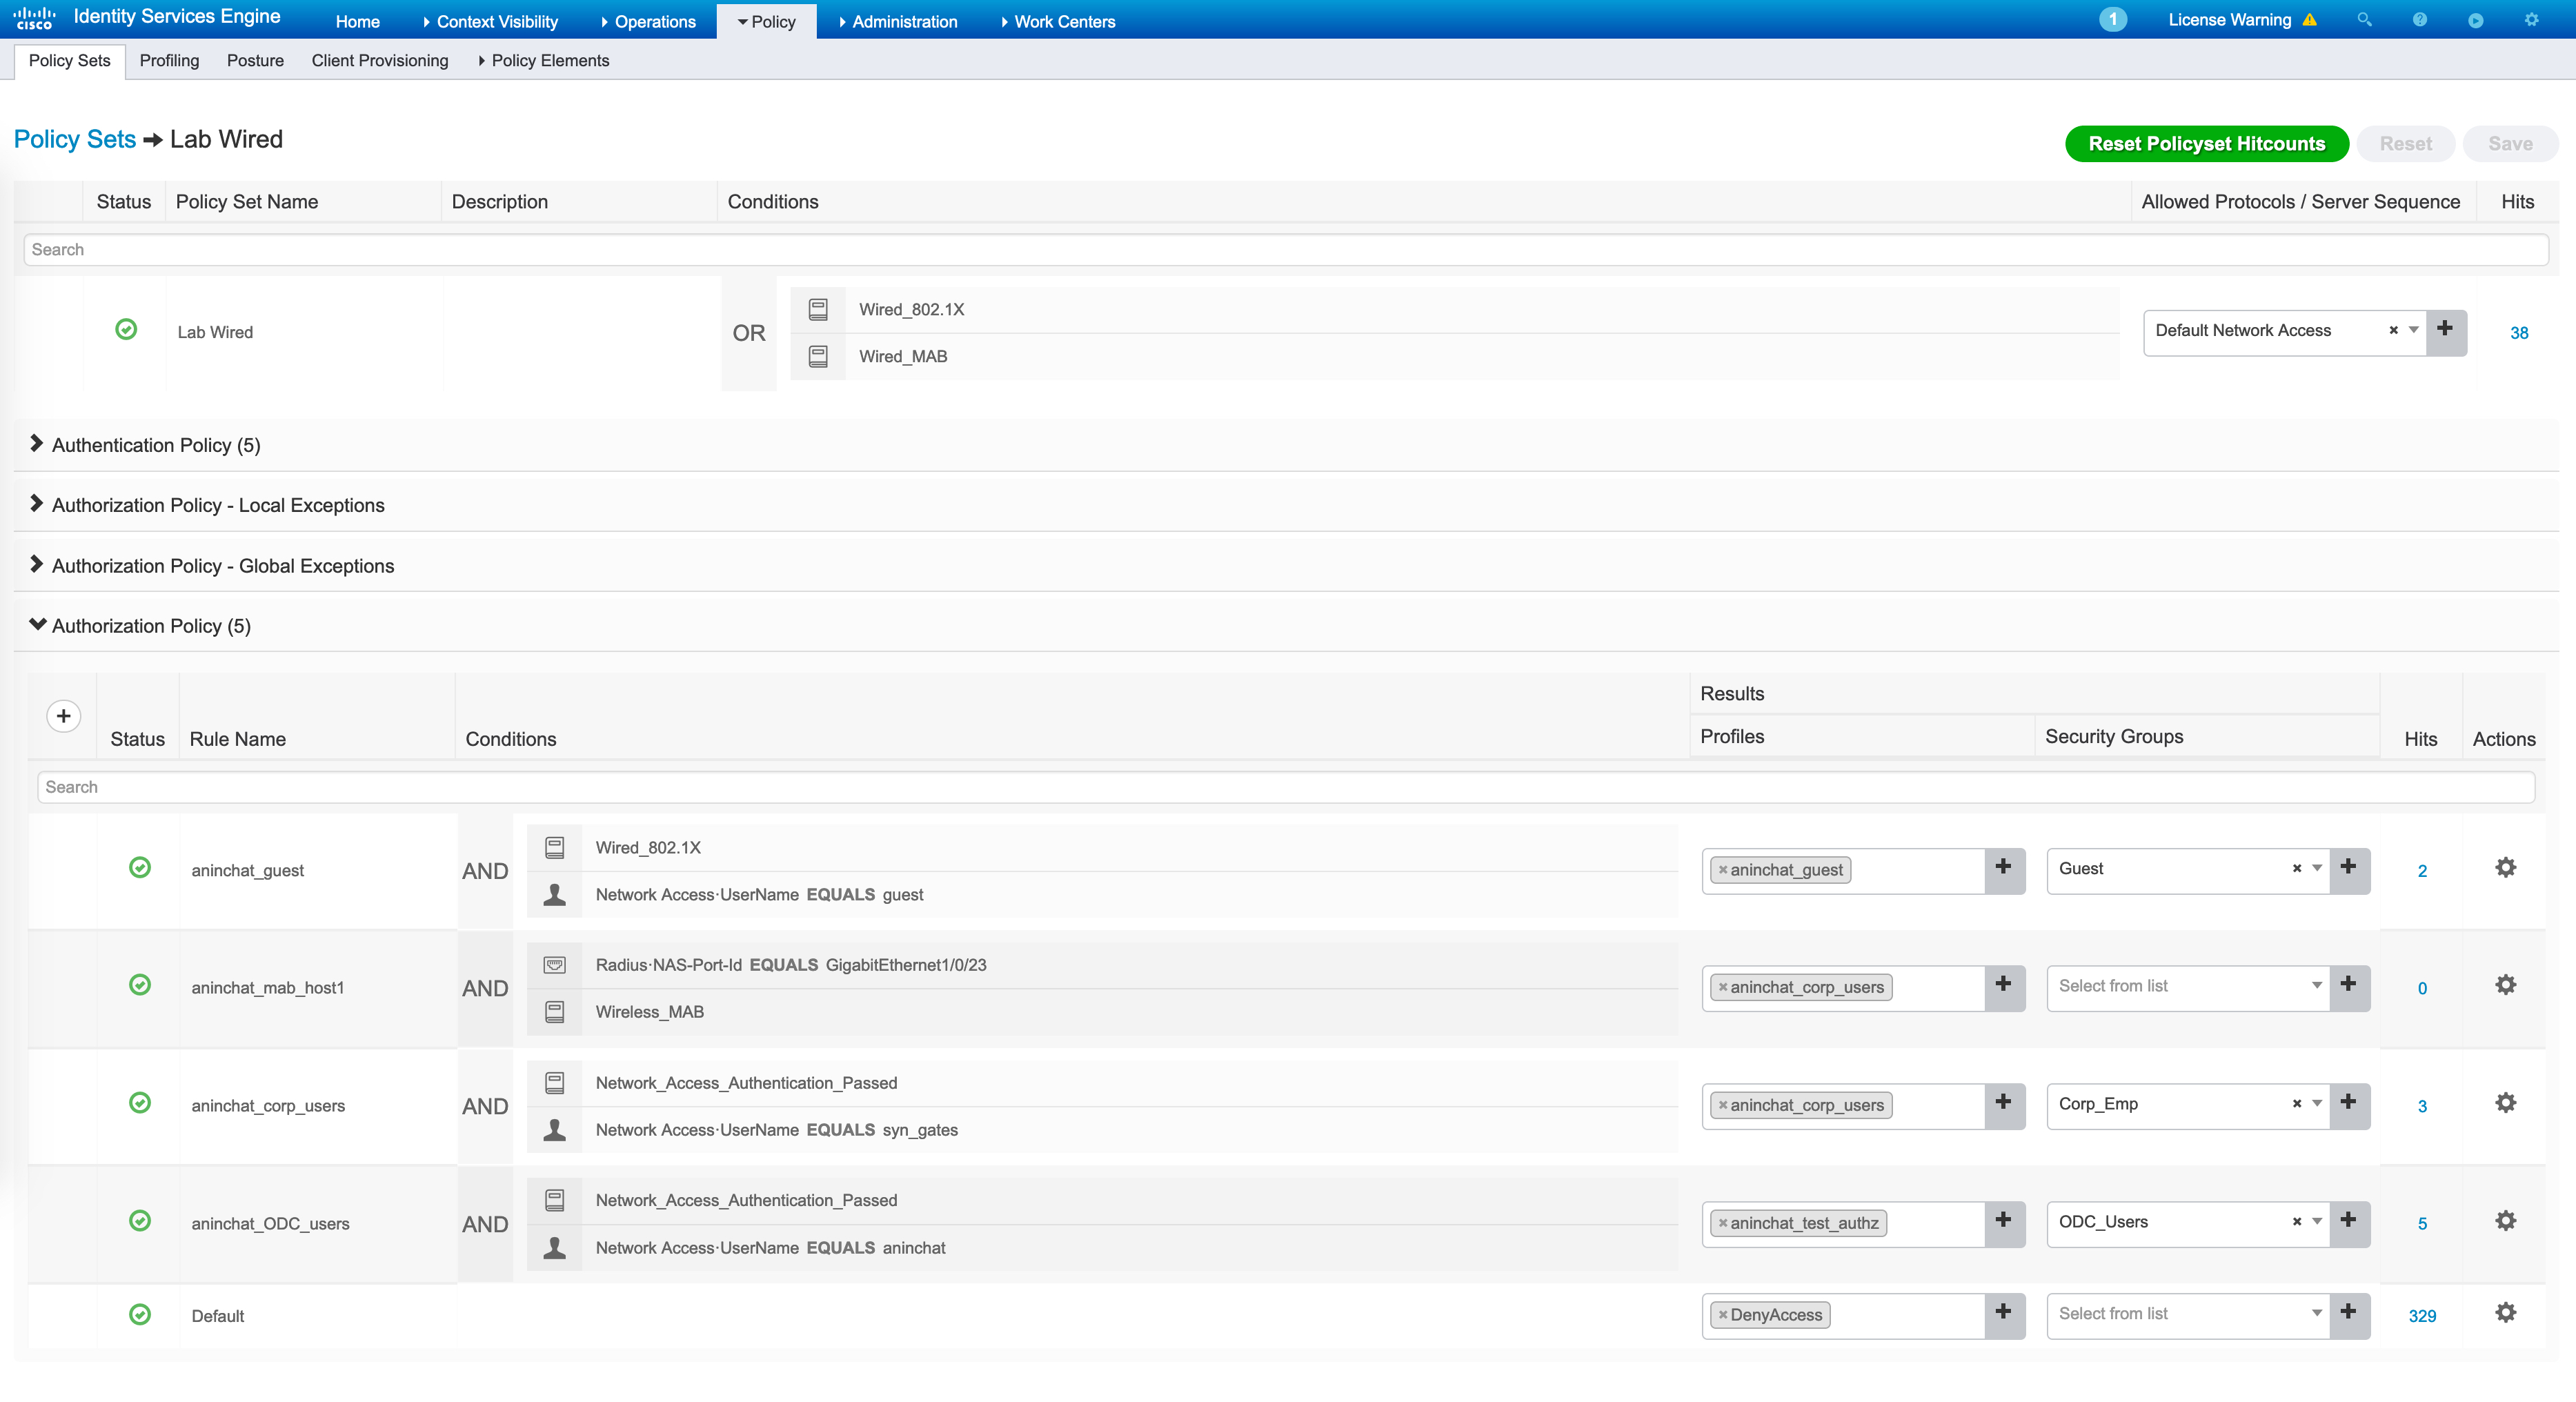 cisco Identity Services Engine Home Context Visibility Operations Policy Administration Work Centers 1 License Warning
Policy Sets Profiling Posture Client Provisioning Policy Elements
Policy Sets → Lab Wired
Reset Policyset Hitcounts Reset Save
Status Policy Set Name Description Conditions Allowed Protocols / Server Sequence Hits
Search
Lab Wired OR Wired_802.1X Default Network Access × + 38
Wired_MAB
Authentication Policy (5)
Authorization Policy - Local Exceptions
Authorization Policy - Global Exceptions
Authorization Policy (5)
Results
+ Status Rule Name Conditions Profiles Security Groups Hits Actions
Search
aninchat_guest AND Wired_802.1X × aninchat_guest + Guest × + 2
Network Access·UserName EQUALS guest
aninchat_mab_host1 AND Radius·NAS-Port-Id EQUALS GigabitEthernet1/0/23 × aninchat_corp_users + Select from list + 0
Wireless_MAB
aninchat_corp_users AND Network_Access_Authentication_Passed × aninchat_corp_users + Corp_Emp × + 3
Network Access·UserName EQUALS syn_gates
aninchat_ODC_users AND Network_Access_Authentication_Passed × aninchat_test_authz + ODC_Users × + 5
Network Access·UserName EQUALS aninchat
Default × DenyAccess + Select from list + 329